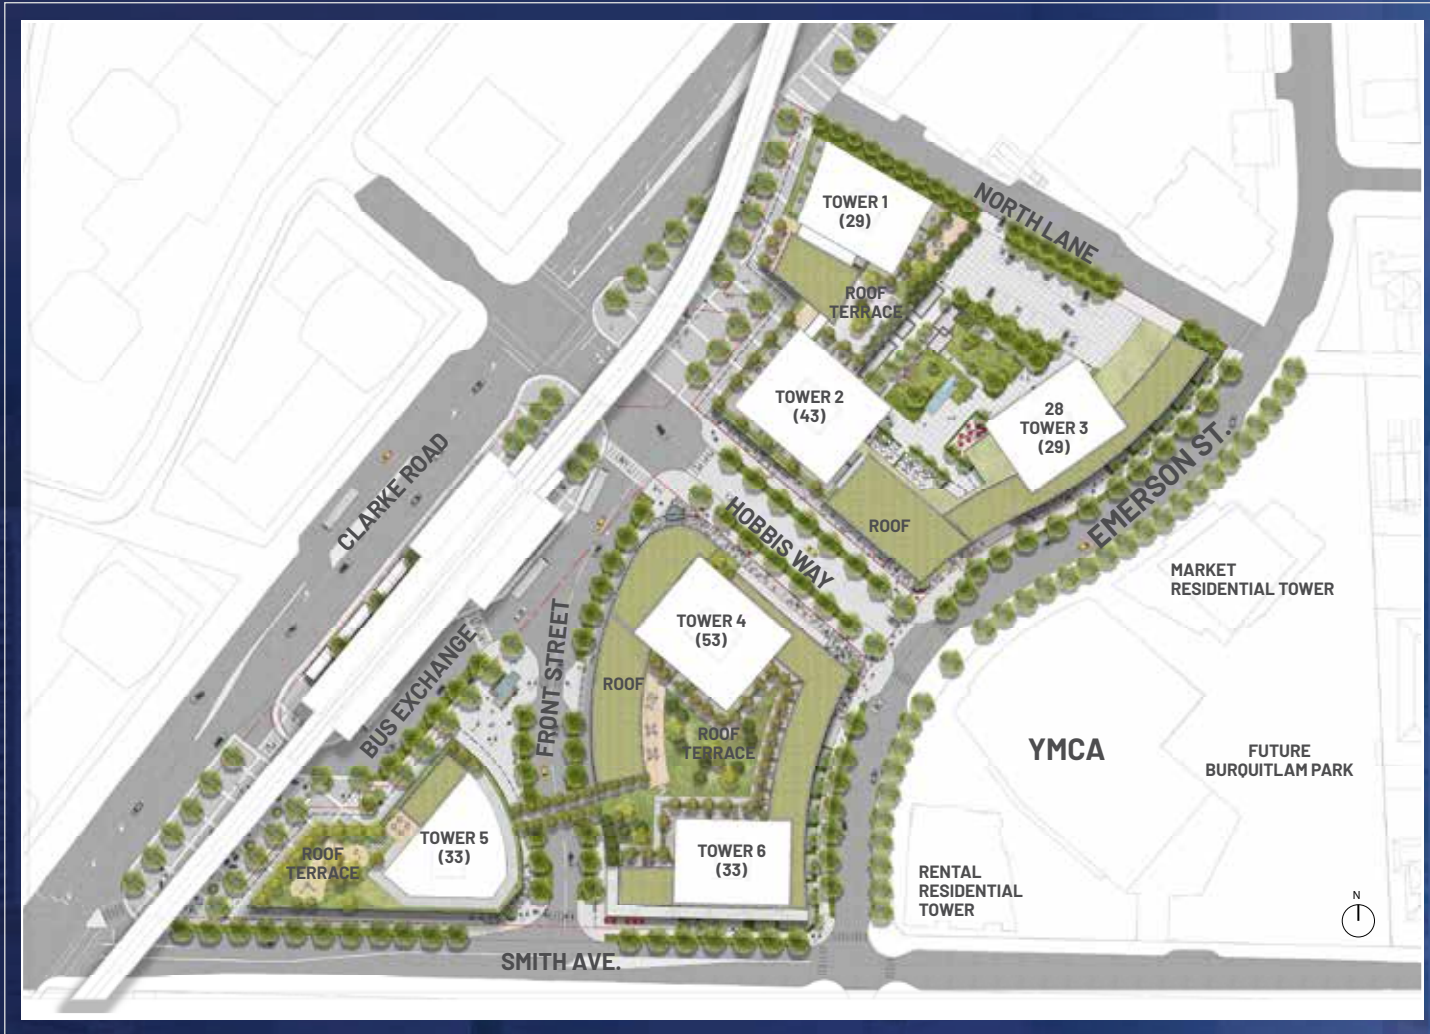 TOWER 1
(29)
NORTH LANE
ROOF
TERRACE
TOWER 2
(43)
28
TOWER 3
(29)
CLARKE ROAD
EMERSON ST.
HOBBIS WAY
ROOF
MARKET
RESIDENTIAL TOWER
TOWER 4
(53)
FRONT STREET
BUS EXCHANGE
ROOF
ROOF
TERRACE
YMCA
FUTURE
BURQUITLAM PARK
TOWER 5
(33)
ROOF
TERRACE
TOWER 6
(33)
RENTAL
RESIDENTIAL
TOWER
N
SMITH AVE.